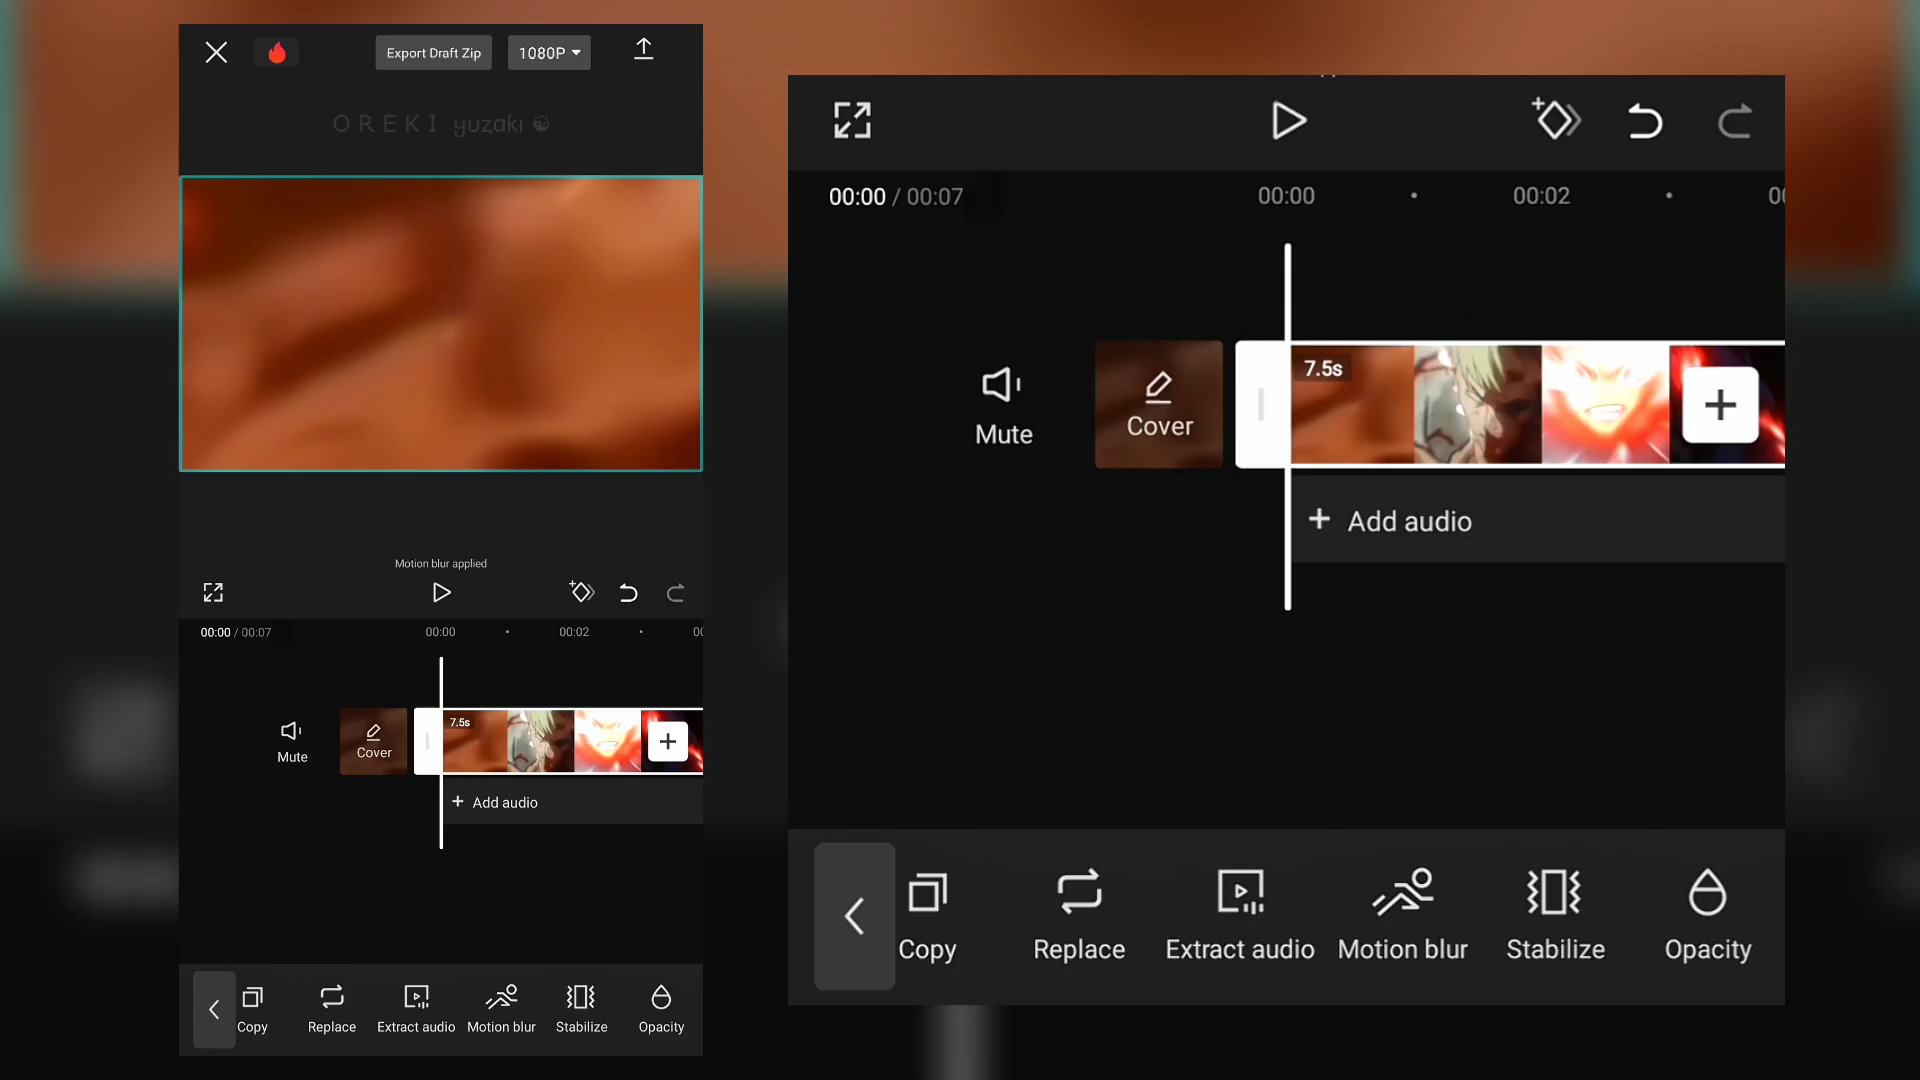 Export Draft Zip
1080P
OREKI yuzaki
Motion blur applied
00:00 / 00:07
00:00
00:02
Mute
Cover
7.5s
+ Add audio
Copy
Replace
Extract audio
Motion blur
Stabilize
Opacity
00:00 / 00:07
00:00
00:02
Mute
Cover
7.5s
+ Add audio
Copy
Replace
Extract audio
Motion blur
Stabilize
Opacity